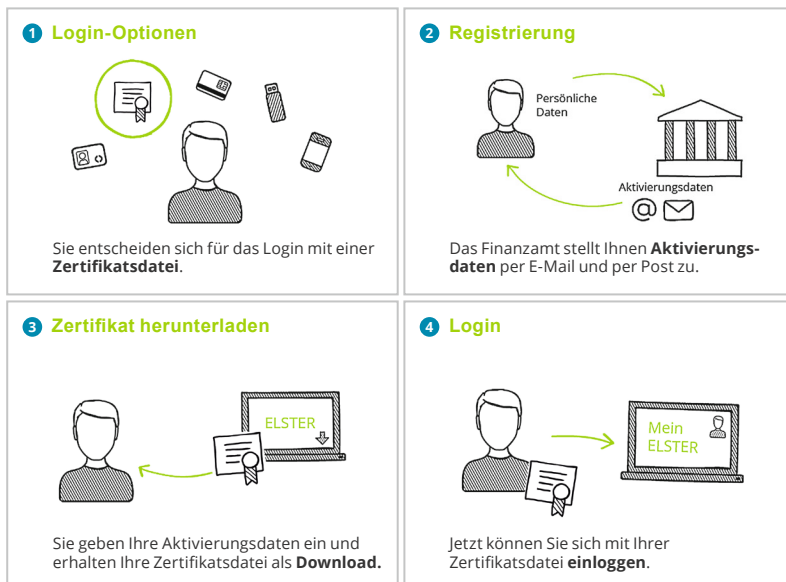 1 Login-Optionen
Sie entscheiden sich für das Login mit einer
Zertifikatsdatei.
2 Registrierung
Persönliche
Daten
Aktivierungsdaten
@
Das Finanzamt stellt Ihnen Aktivierungs-
daten per E-Mail und per Post zu.
3 Zertifikat herunterladen
ELSTER
Sie geben Ihre Aktivierungsdaten ein und
erhalten Ihre Zertifikatsdatei als Download.
4 Login
Mein
ELSTER
Jetzt können Sie sich mit Ihrer
Zertifikatsdatei einloggen.